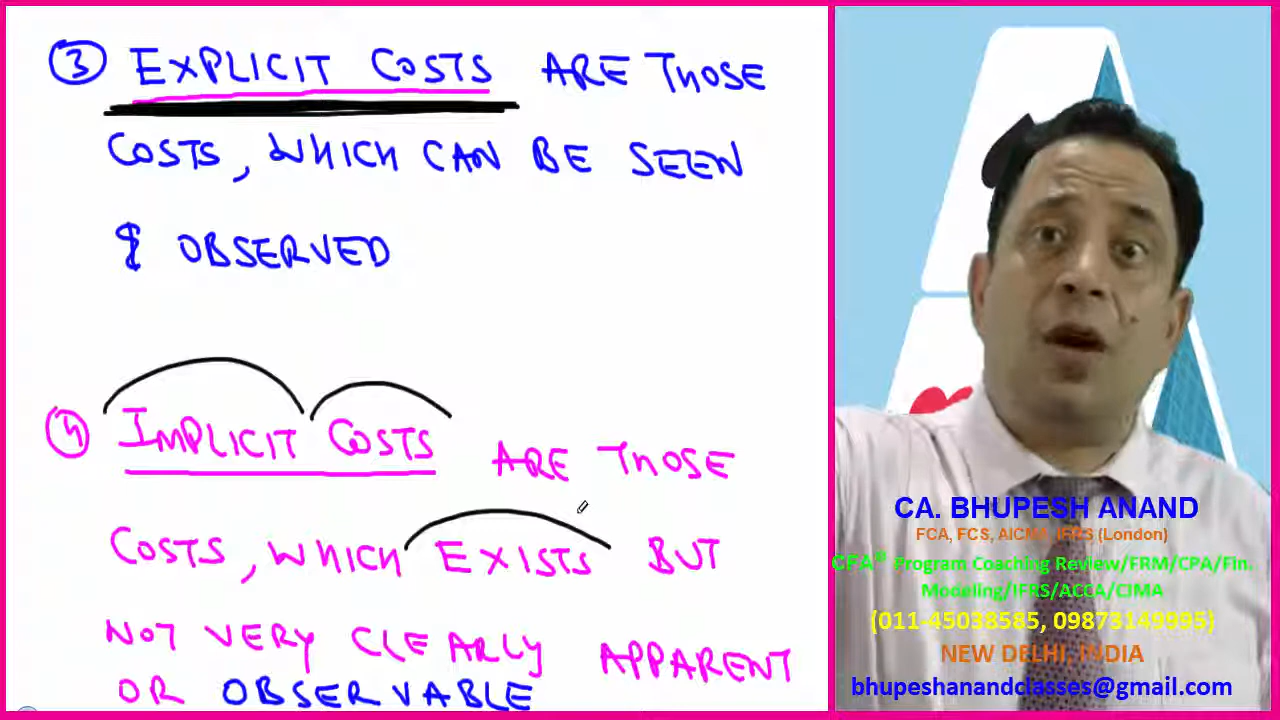 ③ EXPLICIT COSTS ARE THOSE
COSTS, WHICH CAN BE SEEN
& OBSERVED
④ IMPLICIT COSTS ARE THOSE
COSTS, WHICH EXISTS BUT
NOT VERY CLEARLY APPARENT
OR OBSERVABLE
CA. BHUPESH ANAND
FCA, FCS, AICMA, IFRS (London)
CFA® Program Coaching Review/FRM/CPA/Fin.
Modeling/IFRS/ACCA/CIMA
(011-45038585, 09873149995)
NEW DELHI, INDIA
bhupeshanandclasses@gmail.com